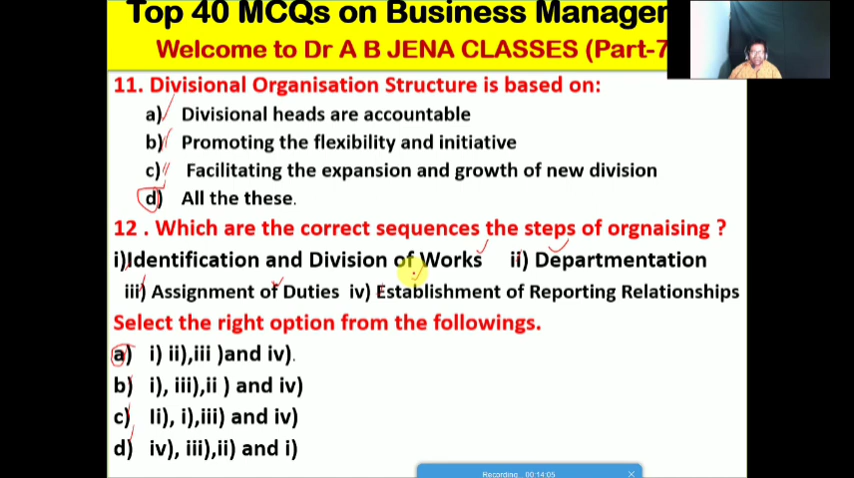 Top 40 MCQs on Business Manager
Welcome to Dr A B JENA CLASSES (Part-7
11. Divisional Organisation Structure is based on:
a) Divisional heads are accountable
b) Promoting the flexibility and initiative
c) Facilitating the expansion and growth of new division
d) All the these.
12 . Which are the correct sequences the steps of orgnaising ?
i)Identification and Division of Works ii) Departmentation
iii) Assignment of Duties iv) Establishment of Reporting Relationships
Select the right option from the followings.
a) i) ii),iii )and iv).
b) i), iii),ii ) and iv)
c) Ii), i),iii) and iv)
d) iv), iii),ii) and i)
Recording 00:14:05